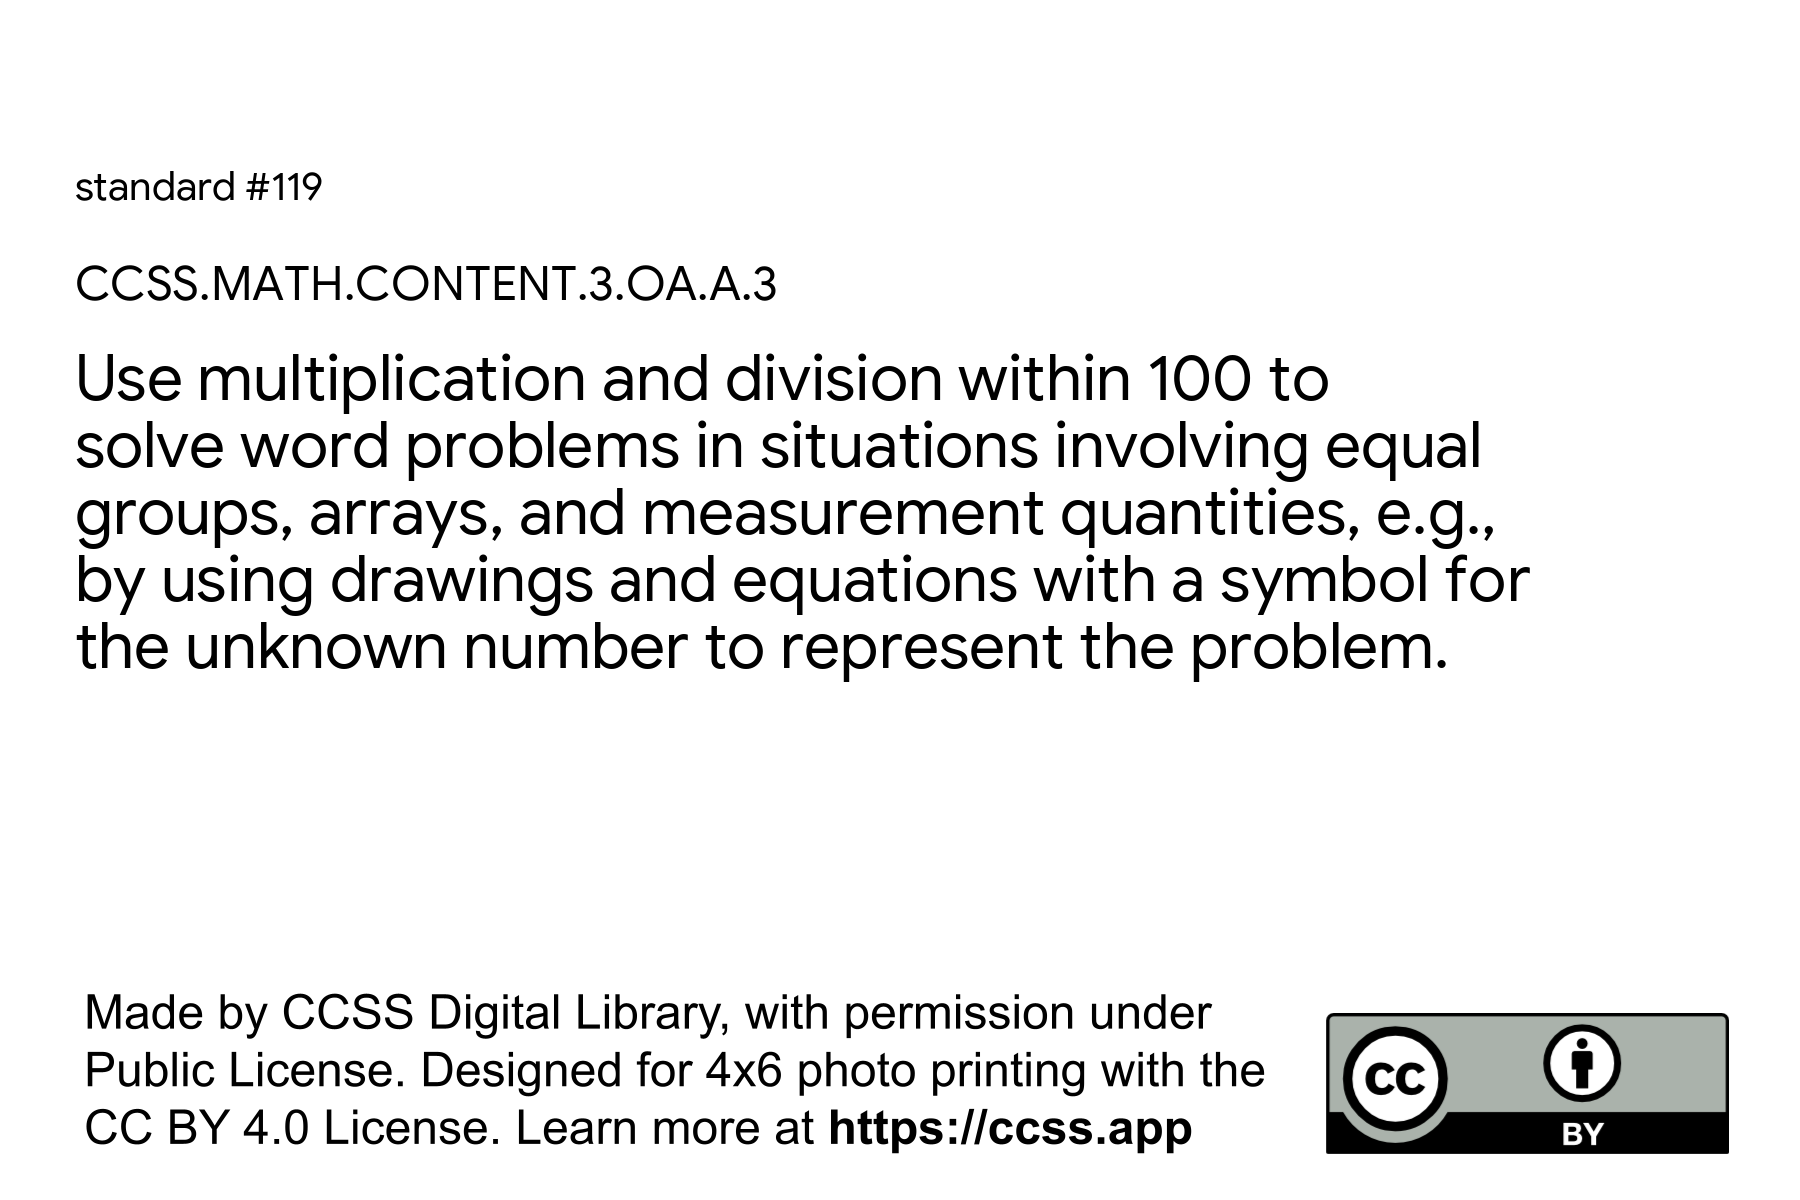 standard #119
CCSS.MATH.CONTENT.3.OA.A.3
Use multiplication and division within 100 to
solve word problems in situations involving equal
groups, arrays, and measurement quantities, e.g.,
by using drawings and equations with a symbol for
the unknown number to represent the problem.
Made by CCSS Digital Library, with permission under
Public License. Designed for 4x6 photo printing with the
CC BY 4.0 License. Learn more at https://ccss.app
cc
BY